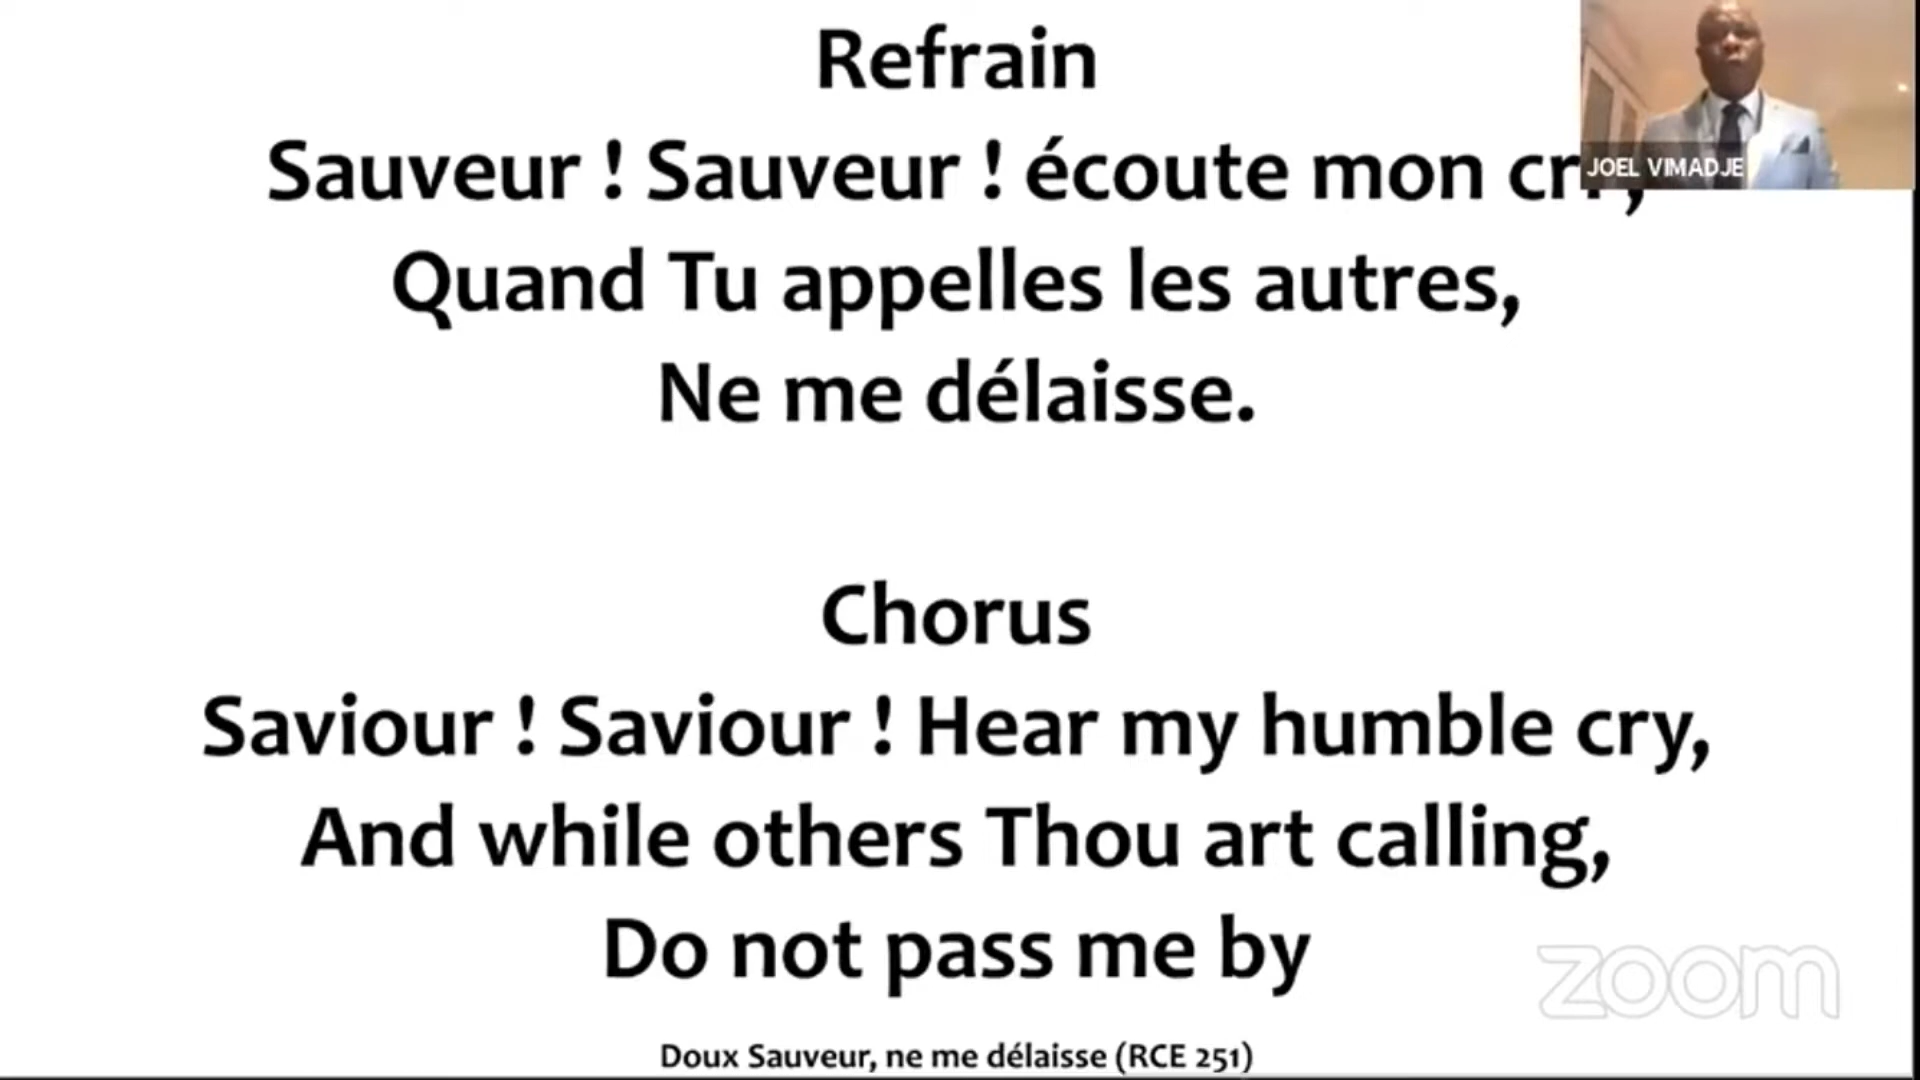 Refrain
Sauveur ! Sauveur ! écoute mon cri,
Quand Tu appelles les autres,
Ne me délaisse.
Chorus
Saviour ! Saviour ! Hear my humble cry,
And while others Thou art calling,
Do not pass me by
Doux Sauveur, ne me délaisse (RCE 251)
JOEL VIMADJE
zoom